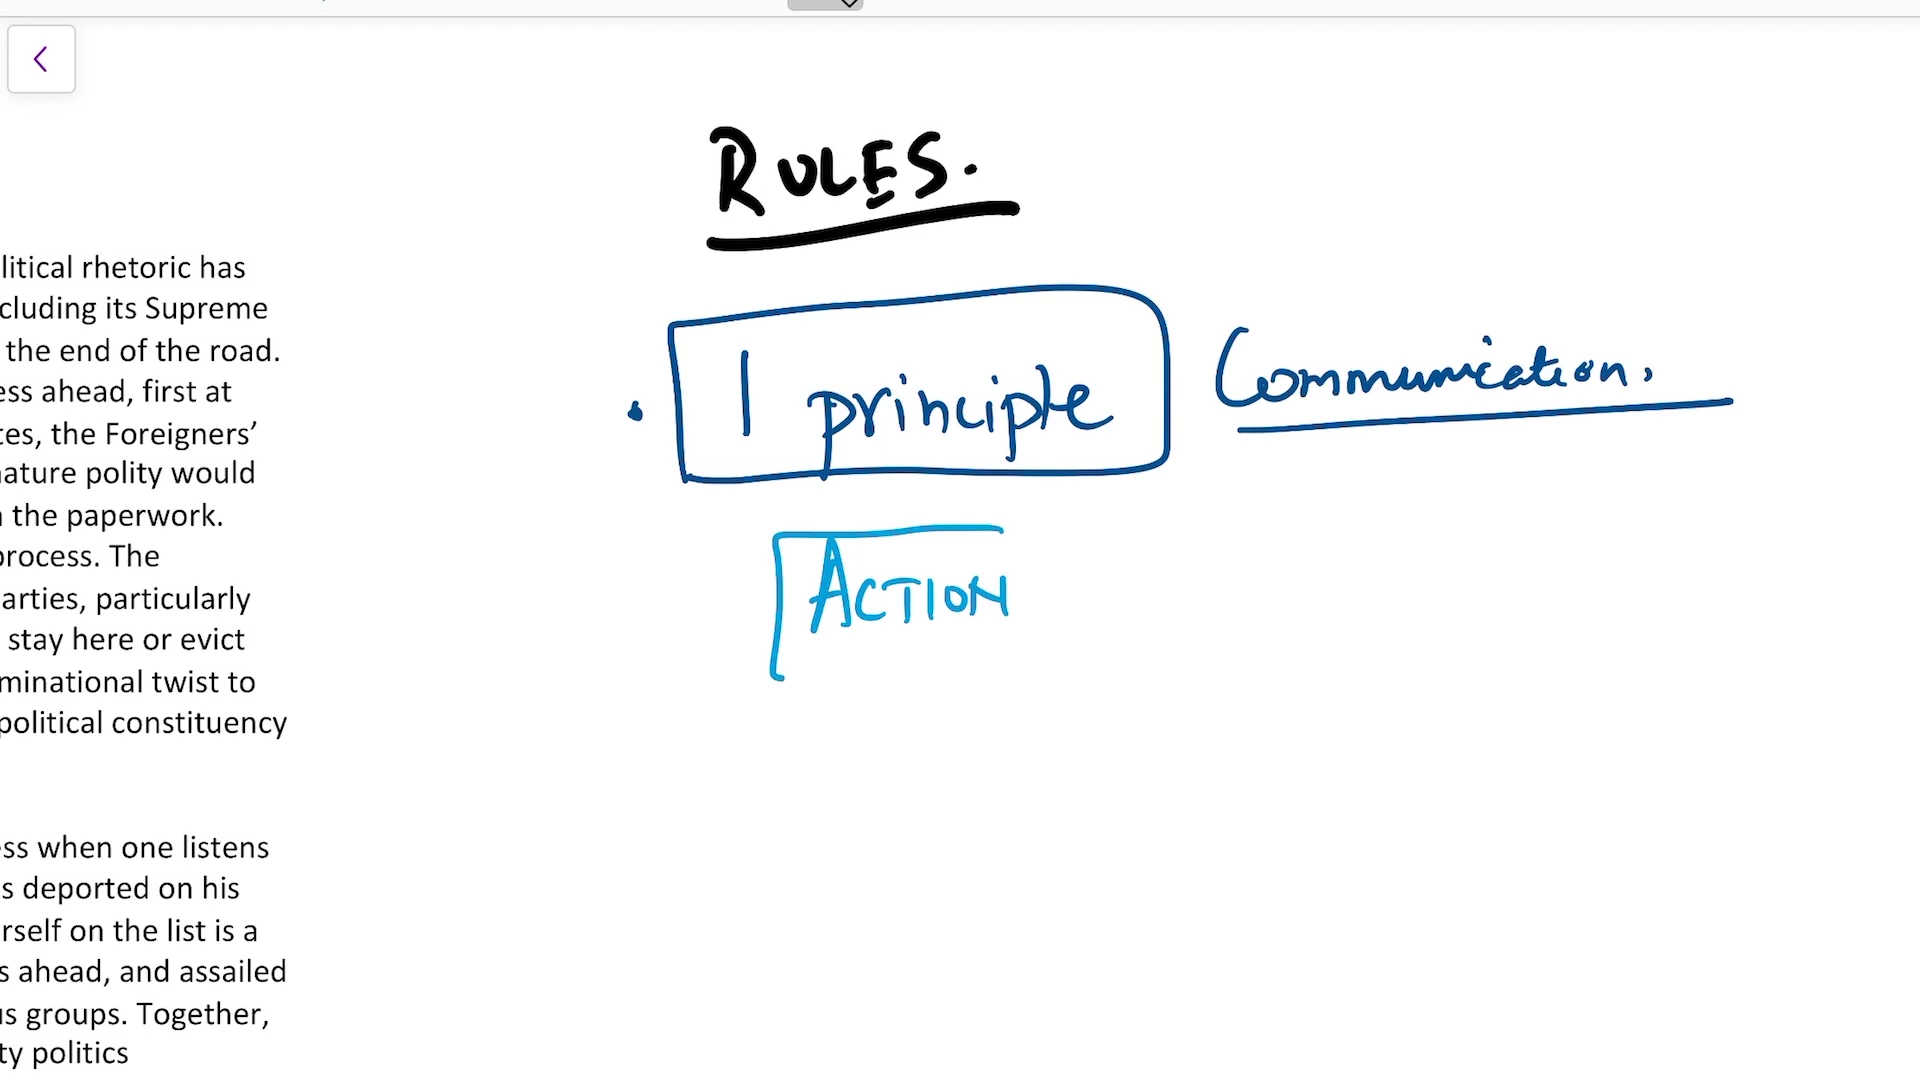 RULES.
litical rhetoric has
cluding its Supreme
the end of the road.
ess ahead, first at
tes, the Foreigners’
nature polity would
n the paperwork.
process. The
arties, particularly
stay here or evict
minational twist to
political constituency
1 principle
Communication.
ACTION
ss when one listens
s deported on his
rself on the list is a
s ahead, and assailed
us groups. Together,
ty politics